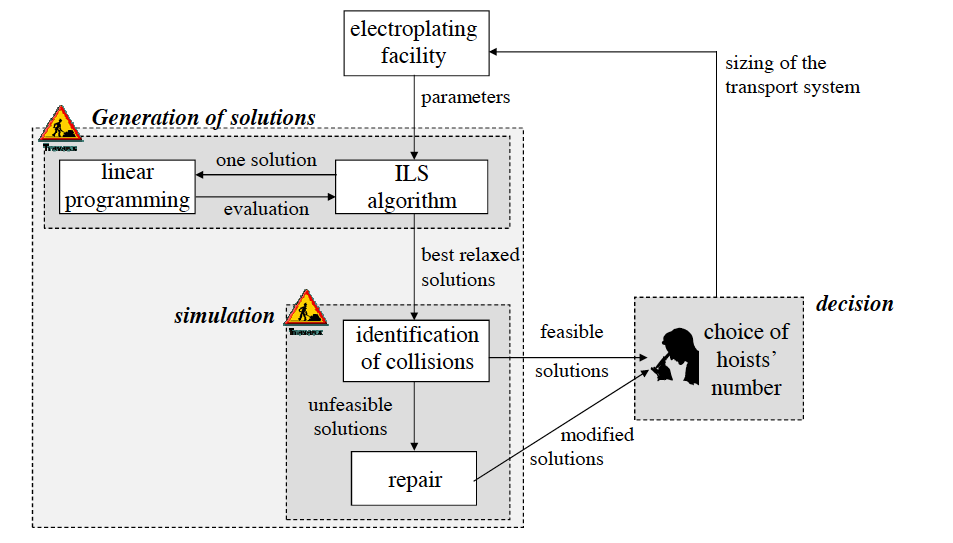 electroplating
facility
sizing of the
transport system
parameters
Generation of solutions
linear
programming
one solution
evaluation
ILS
algorithm
best relaxed
solutions
simulation
decision
identification
of collisions
feasible
solutions
choice of
hoists’
number
unfeasible
solutions
modified
solutions
repair